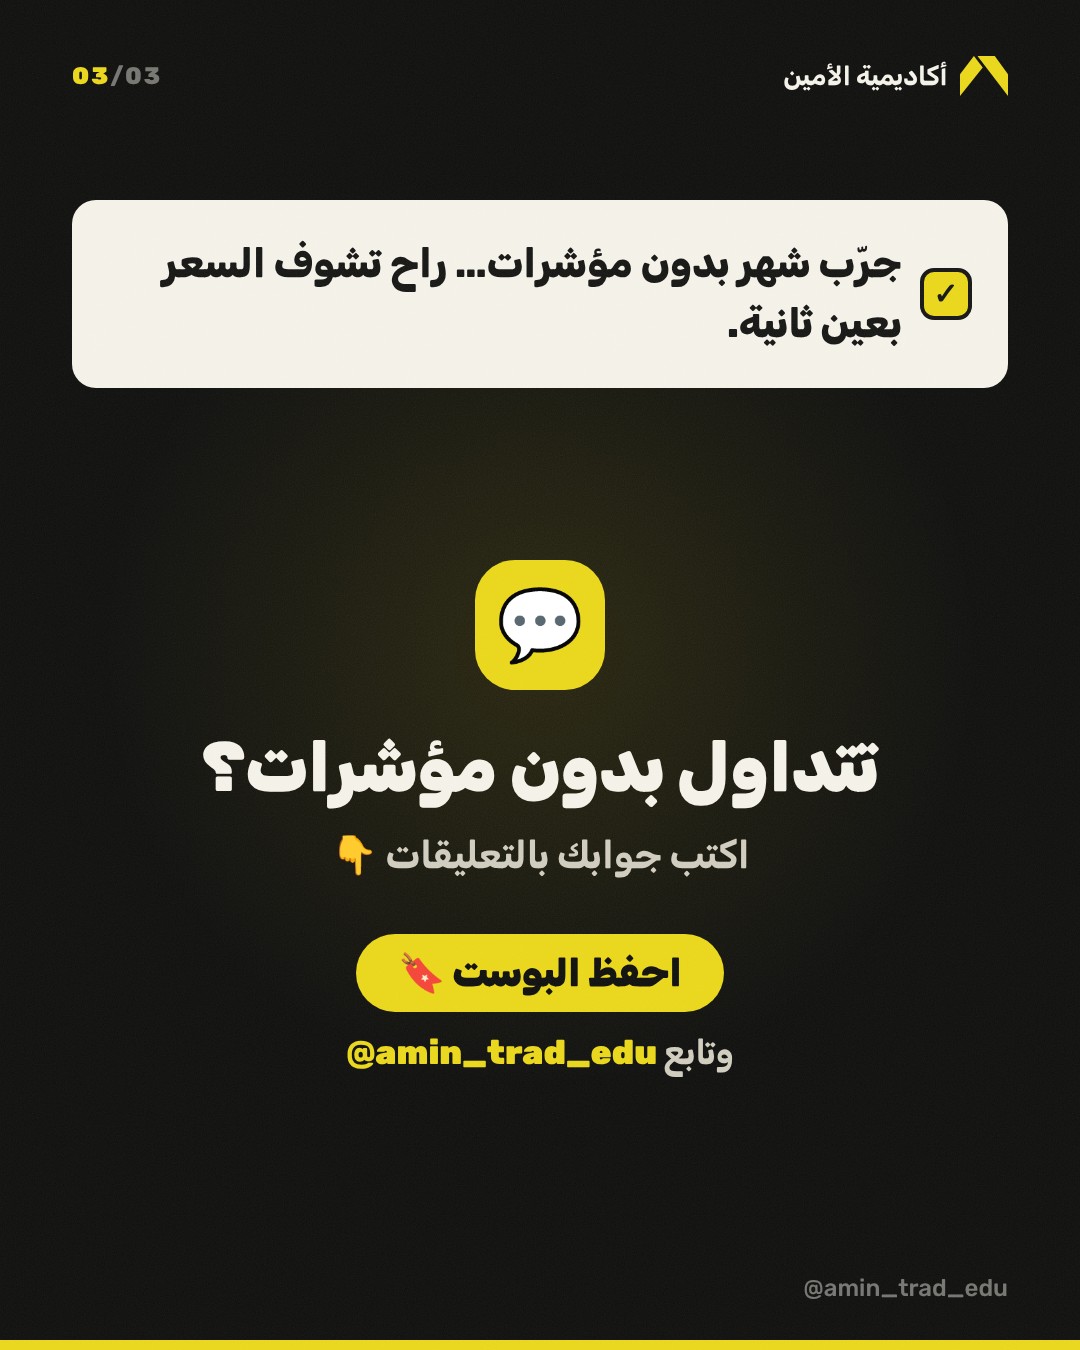 أكاديمية الأمين
03/03
✓
جرّب شهر بدون مؤشرات... راح تشوف السعر
بعين ثانية.
تتداول بدون مؤشرات؟
اكتب جوابك بالتعليقات 👇
احفظ البوست 🔖
وتابع @amin_trad_edu
@amin_trad_edu